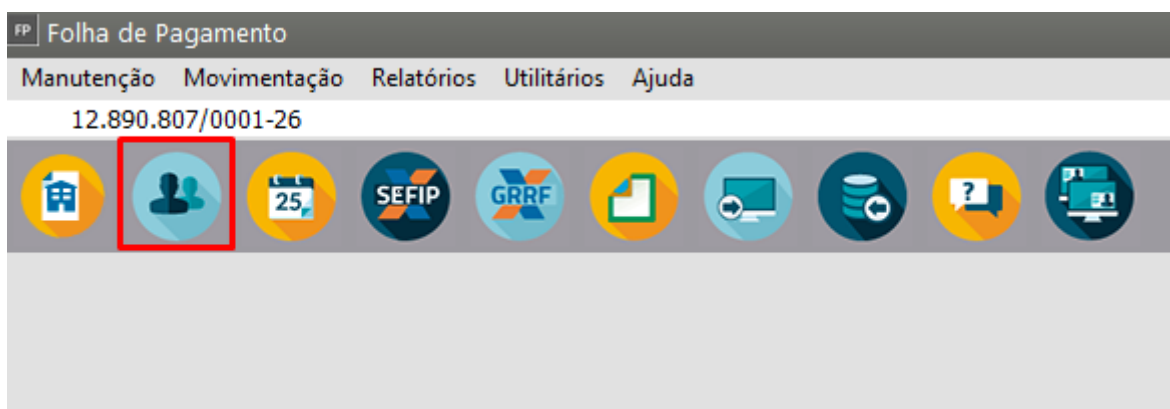 FP Folha de Pagamento
Manutenção Movimentação Relatórios Utilitários Ajuda
12.890.807/0001-26
25 SEFIP GRRF ?